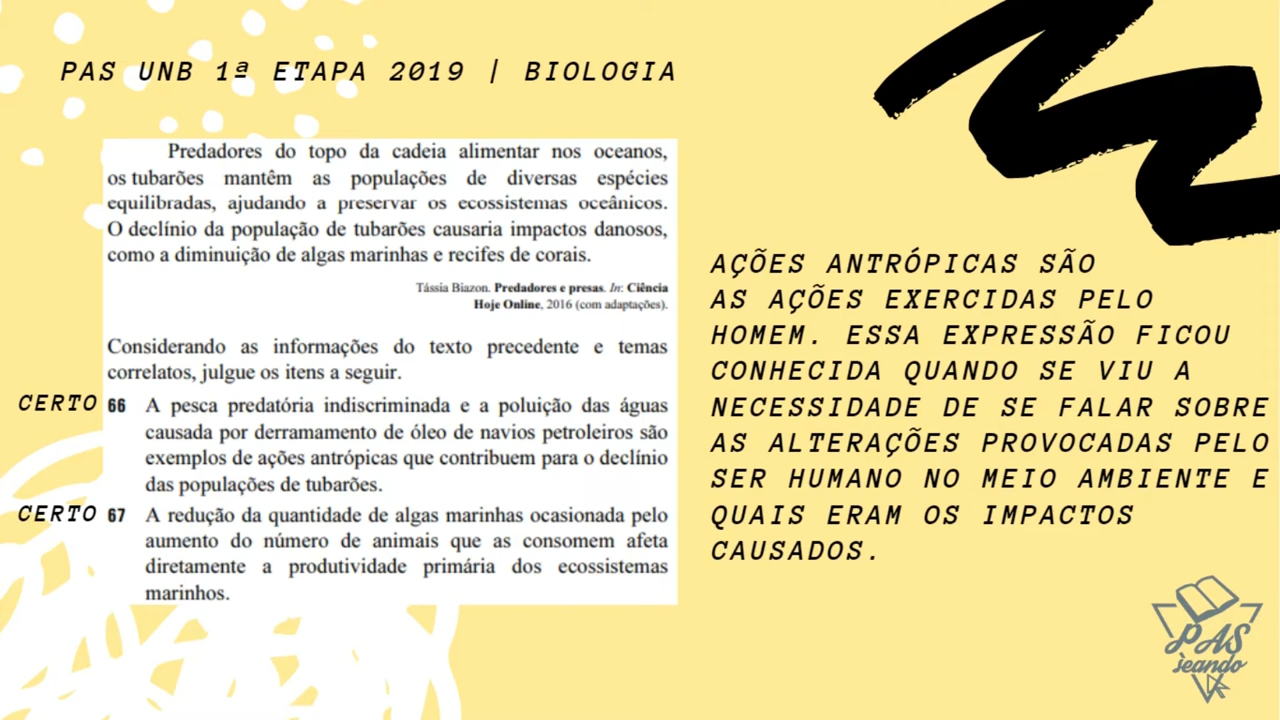 PAS UNB 1ª ETAPA 2019 | BIOLOGIA
Predadores do topo da cadeia alimentar nos oceanos,
os tubarões mantêm as populações de diversas espécies
equilibradas, ajudando a preservar os ecossistemas oceânicos.
O declínio da população de tubarões causaria impactos danosos,
como a diminuição de algas marinhas e recifes de corais.
Tássia Biazon. Predadores e presas. In: Ciência
Hoje Online, 2016 (com adaptações).
Considerando as informações do texto precedente e temas
correlatos, julgue os itens a seguir.
CERTO 66 A pesca predatória indiscriminada e a poluição das águas
causada por derramamento de óleo de navios petroleiros são
exemplos de ações antrópicas que contribuem para o declínio
das populações de tubarões.
CERTO 67 A redução da quantidade de algas marinhas ocasionada pelo
aumento do número de animais que as consomem afeta
diretamente a produtividade primária dos ecossistemas
marinhos.
AÇÕES ANTRÓPICAS SÃO
AS AÇÕES EXERCIDAS PELO
HOMEM. ESSA EXPRESSÃO FICOU
CONHECIDA QUANDO SE VIU A
NECESSIDADE DE SE FALAR SOBRE
AS ALTERAÇÕES PROVOCADAS PELO
SER HUMANO NO MEIO AMBIENTE E
QUAIS ERAM OS IMPACTOS
CAUSADOS.
PAS
sèando